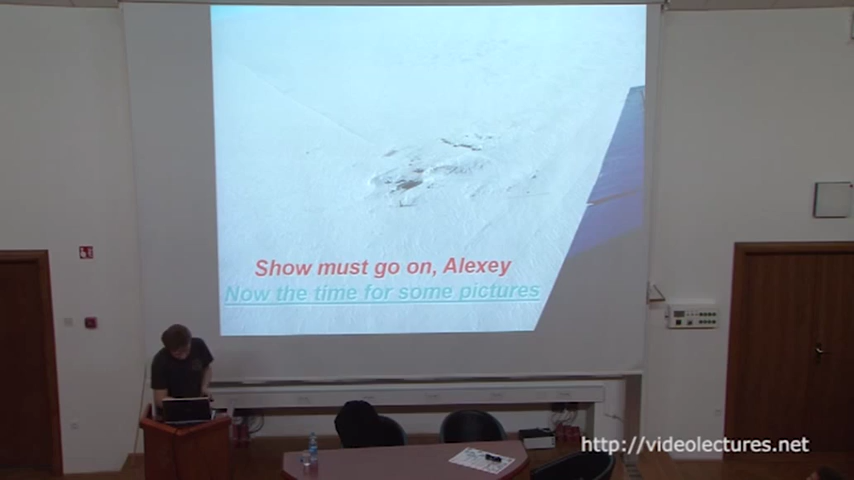 Show must go on, Alexey
Now the time for some pictures
http://videolectures.net